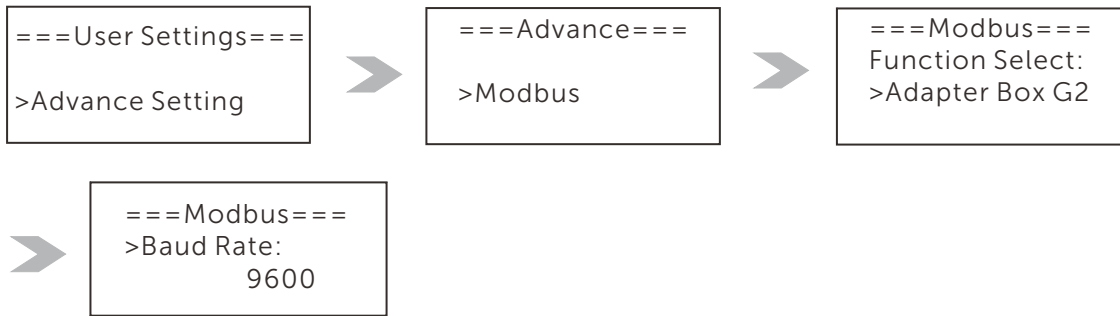 ===User Settings===
>Advance Setting
===Advance===
>Modbus
===Modbus===
Function Select:
>Adapter Box G2
===Modbus===
>Baud Rate:
9600